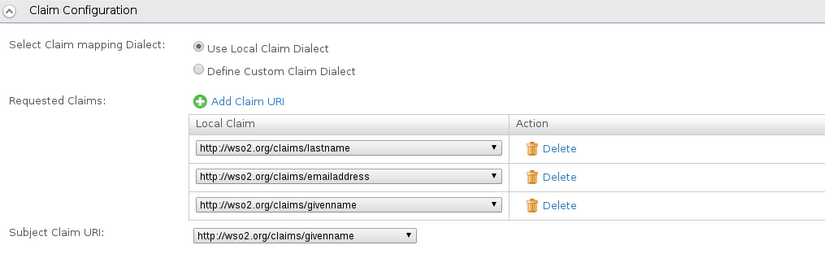 Claim Configuration
Select Claim mapping Dialect:
Use Local Claim Dialect
Define Custom Claim Dialect
Requested Claims:
Add Claim URI
Local Claim Action
http://wso2.org/claims/lastname Delete
http://wso2.org/claims/emailaddress Delete
http://wso2.org/claims/givenname Delete
Subject Claim URI: http://wso2.org/claims/givenname